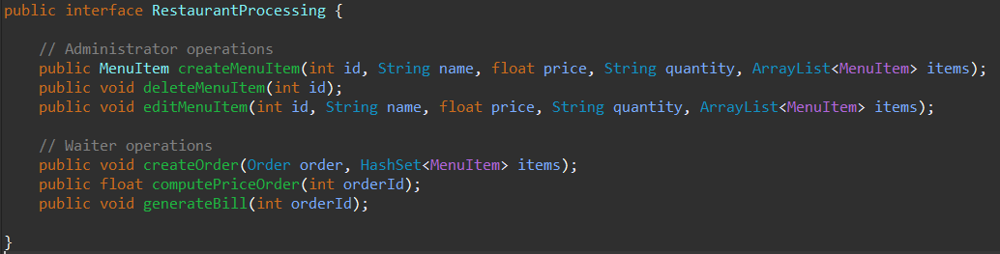 public interface RestaurantProcessing {
// Administrator operations
public MenuItem createMenuItem(int id, String name, float price, String quantity, ArrayList<MenuItem> items);
public void deleteMenuItem(int id);
public void editMenuItem(int id, String name, float price, String quantity, ArrayList<MenuItem> items);
// Waiter operations
public void createOrder(Order order, HashSet<MenuItem> items);
public float computePriceOrder(int orderId);
public void generateBill(int orderId);
}